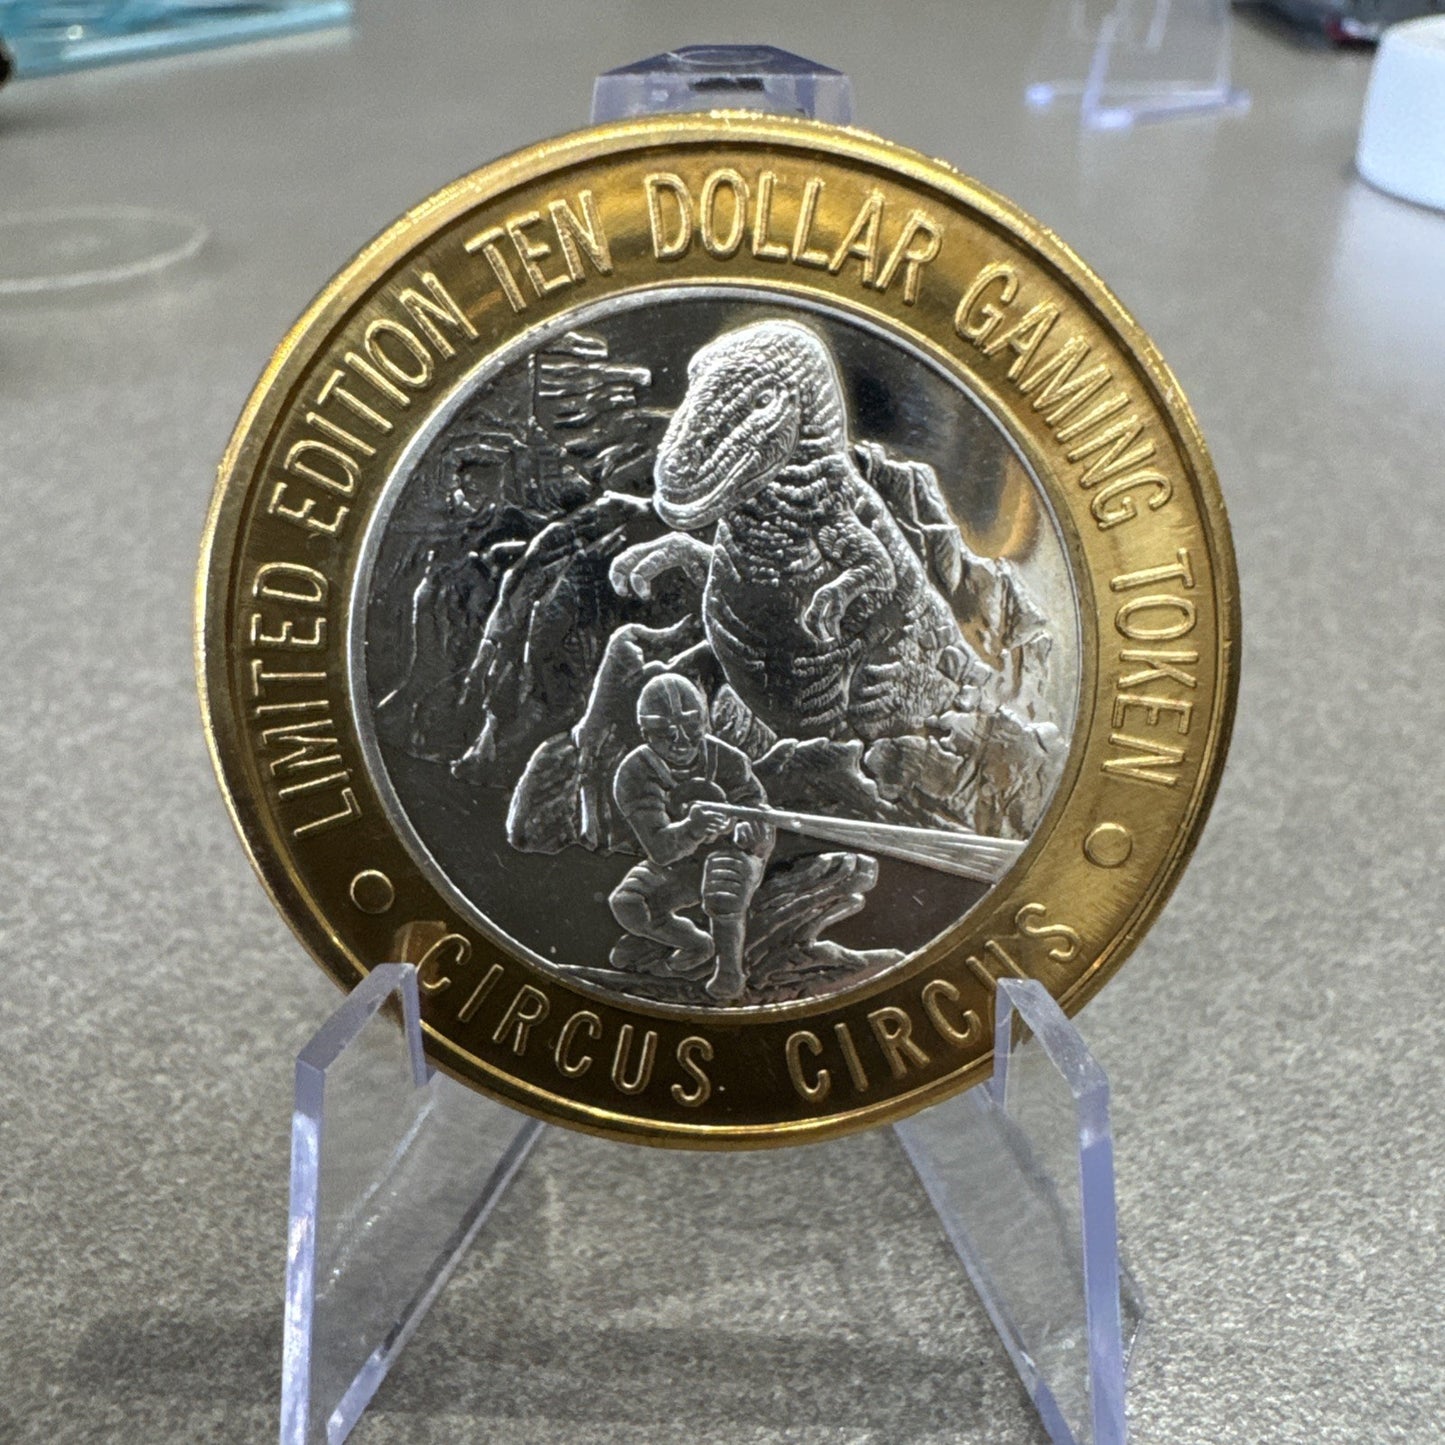 LIMITED EDITION TEN DOLLAR GAMING TOKEN
CIRCUS CIRCUS